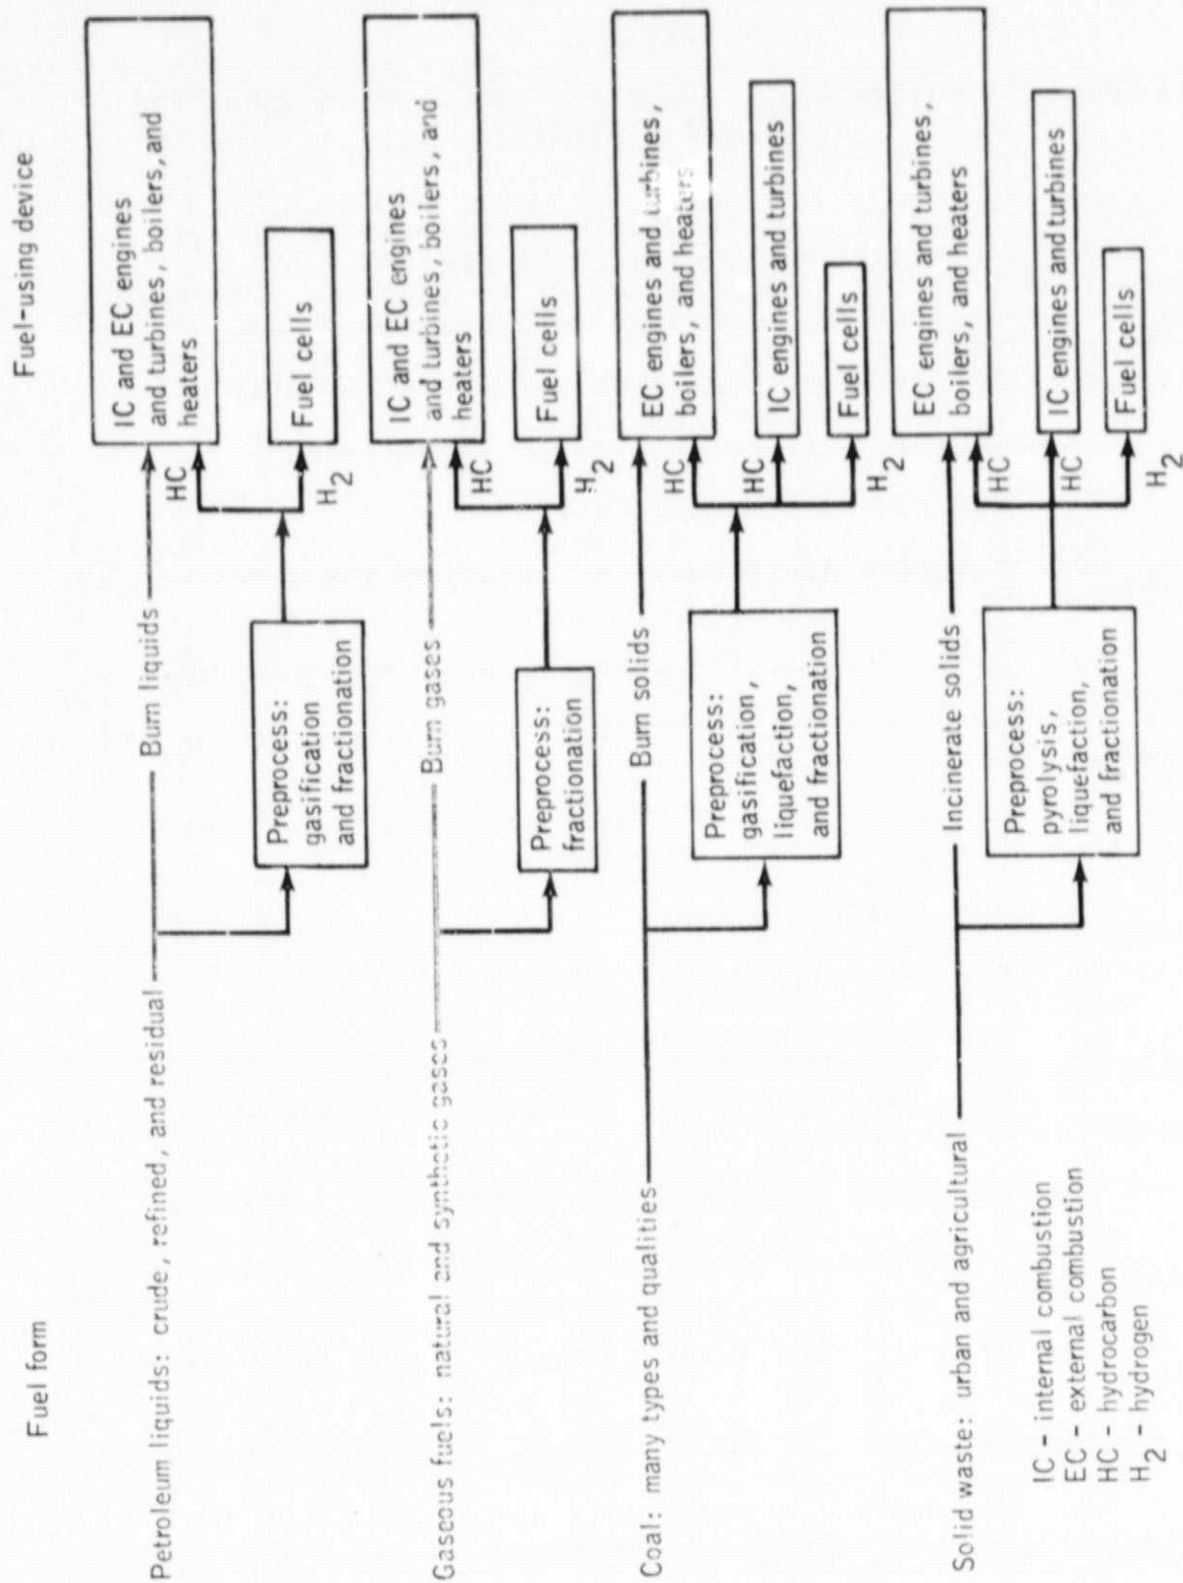 Fuel form
Fuel-using device
Petroleum liquids: crude, refined, and residual
Burn liquids
IC and EC engines
and turbines, boilers, and
heaters
HC
Preprocess:
gasification
and fractionation
H2
Fuel cells
Gaseous fuels: natural and synthetic gases
Burn gases
IC and EC engines
and turbines, boilers, and
heaters
HC
Preprocess:
fractionation
H2
Fuel cells
Coal: many types and qualities
Burn solids
EC engines and turbines,
boilers, and heaters
HC
Preprocess:
gasification,
liquefaction,
and fractionation
HC
IC engines and turbines
H2
Fuel cells
Solid waste: urban and agricultural
Incinerate solids
EC engines and turbines,
boilers, and heaters
HC
Preprocess:
pyrolysis,
liquefaction,
and fractionation
HC
IC engines and turbines
H2
Fuel cells
IC - internal combustion
EC - external combustion
HC - hydrocarbon
H2 - hydrogen